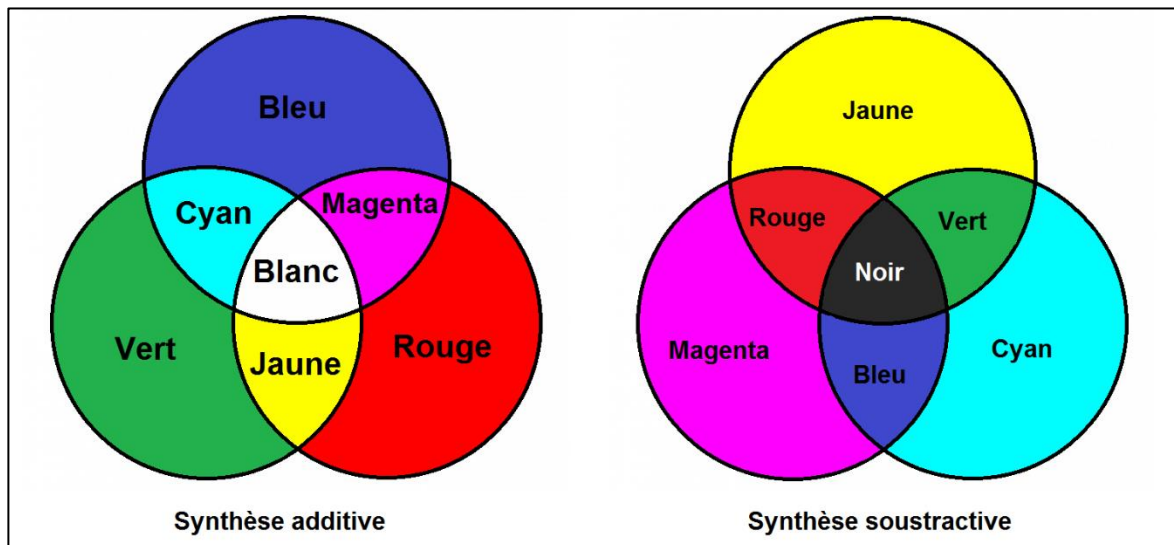 Bleu
Cyan
Magenta
Blanc
Vert
Jaune
Rouge
Synthèse additive
Jaune
Rouge
Vert
Noir
Magenta
Bleu
Cyan
Synthèse soustractive